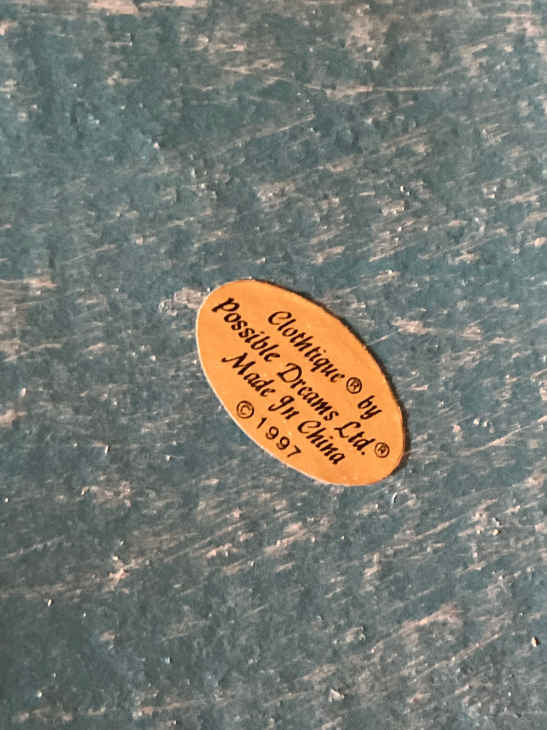 Clothtique ® by
Possible Dreams Ltd. ®
Made In China
© 1997